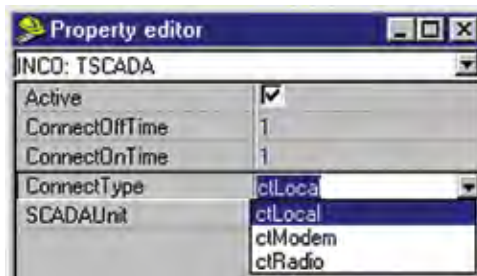 Property editor
INCO: TSCADA
Active
ConnectOffTime 1
ConnectOnTime 1
ConnectType ctLoca
SCADAUnit ctLocal
ctModem
ctRadio